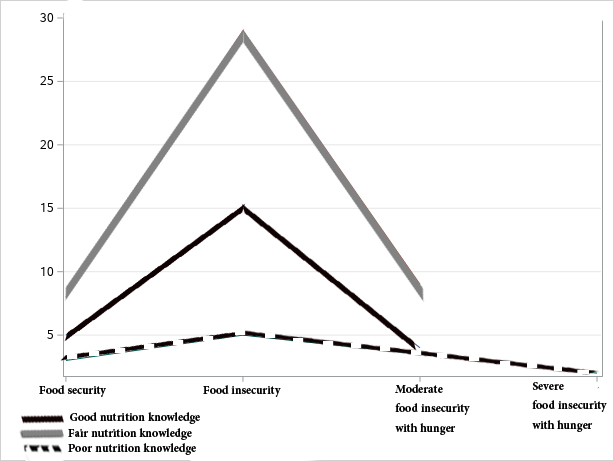 30
25
20
15
10
5
Food security
Food insecurity
Moderate
food insecurity
with hunger
Severe
food insecurity
with hunger
Good nutrition knowledge
Fair nutrition knowledge
Poor nutrition knowledge